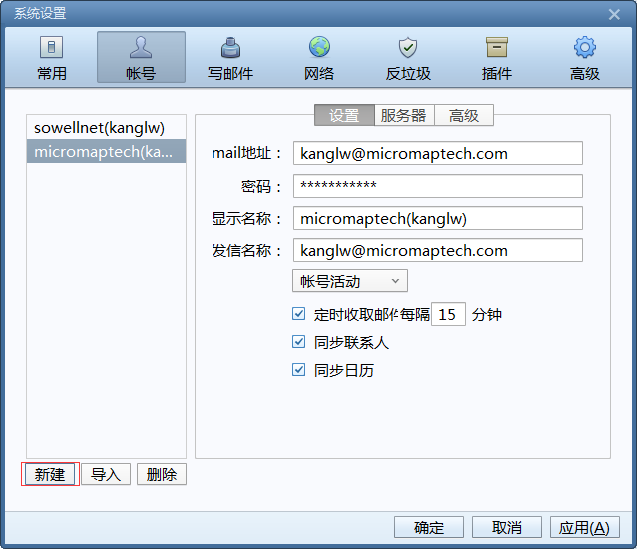 系统设置
常用 帐号 写邮件 网络 反垃圾 插件 高级
设置 服务器 高级
sowellnet(kanglw)
micromaptech(ka...
mail地址： kanglw@micromaptech.com
密码： ***********
显示名称： micromaptech(kanglw)
发信名称： kanglw@micromaptech.com
帐号活动
定时收取邮件每隔 15 分钟
同步联系人
同步日历
新建 导入 删除
确定 取消 应用(A)